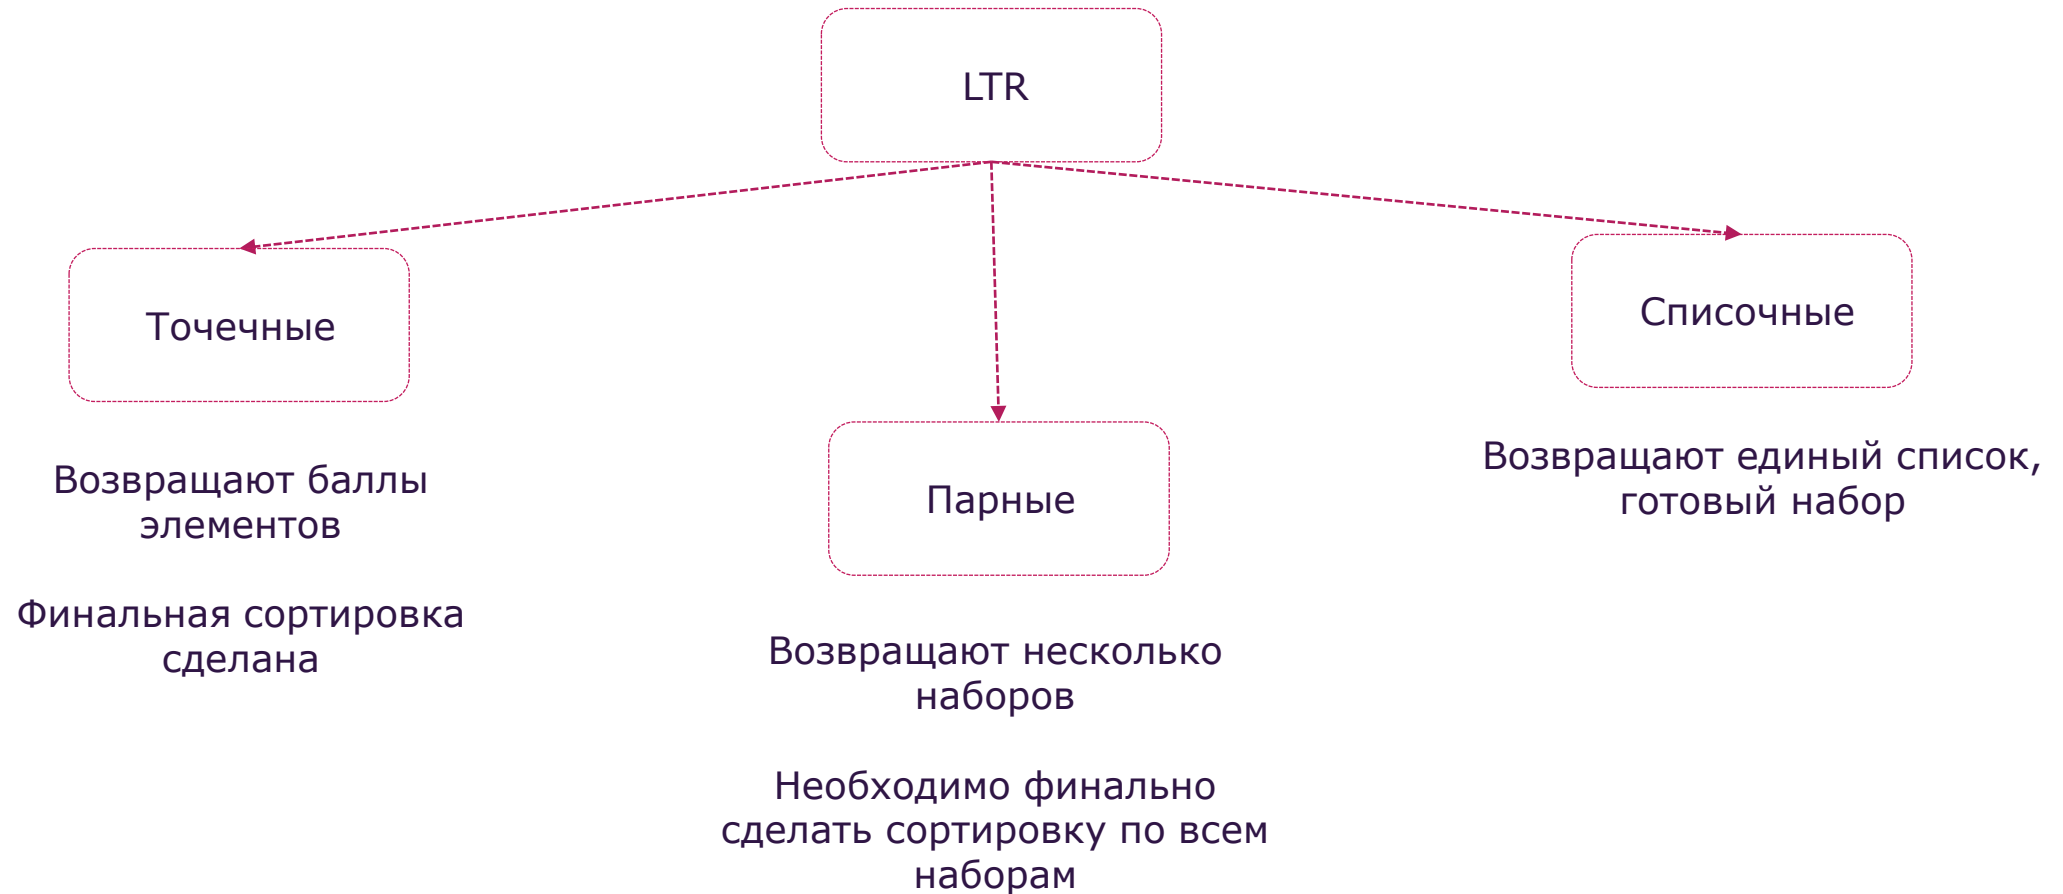 LTR
Точечные
Возвращают баллы
элементов
Финальная сортировка
сделана
Парные
Возвращают несколько
наборов
Необходимо финально
сделать сортировку по всем
наборам
Списочные
Возвращают единый список,
готовый набор